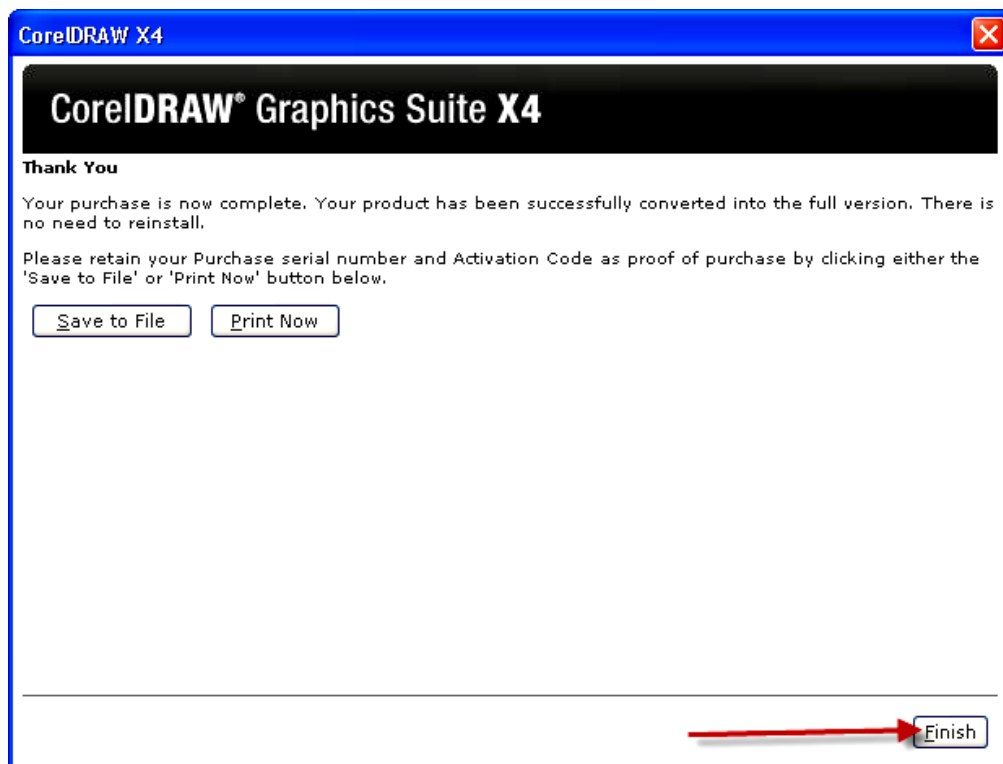 CorelDRAW X4
CorelDRAW® Graphics Suite X4
Thank You
Your purchase is now complete. Your product has been successfully converted into the full version. There is
no need to reinstall.
Please retain your Purchase serial number and Activation Code as proof of purchase by clicking either the
'Save to File' or 'Print Now' button below.
Save to File Print Now
Finish